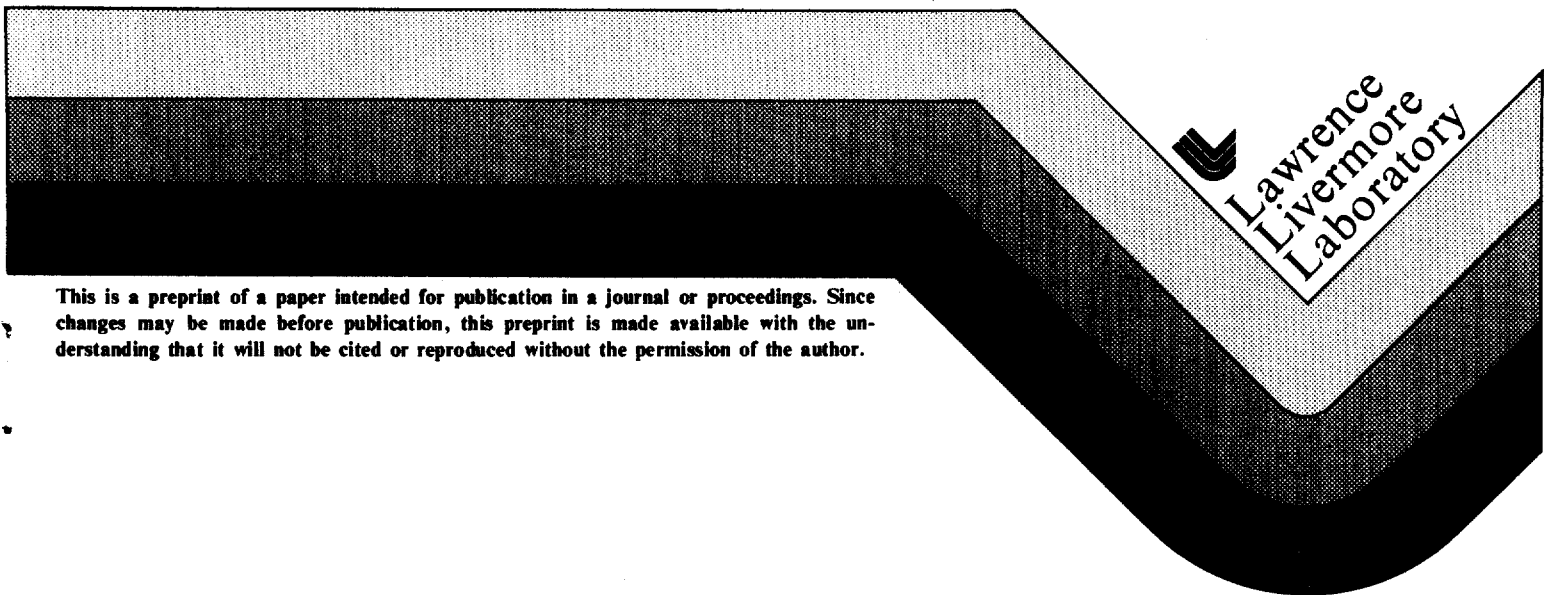 Lawrence
Livermore
Laboratory
This is a preprint of a paper intended for publication in a journal or proceedings. Since
changes may be made before publication, this preprint is made available with the un-
derstanding that it will not be cited or reproduced without the permission of the author.